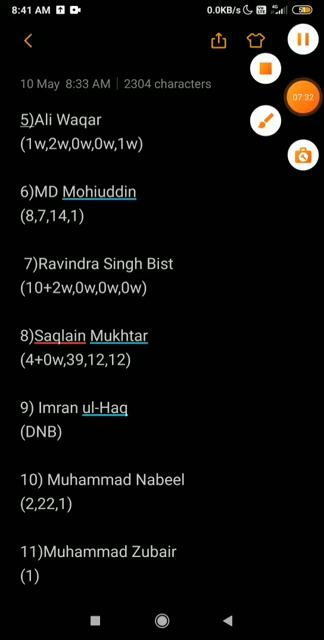 8:41 AM
0.0KB/s
4G
51
10 May 8:33 AM | 2304 characters
07:32
5)Ali Waqar
(1w,2w,0w,0w,1w)
6)MD Mohiuddin
(8,7,14,1)
7)Ravindra Singh Bist
(10+2w,0w,0w,0w)
8)Saqlain Mukhtar
(4+0w,39,12,12)
9) Imran ul-Haq
(DNB)
10) Muhammad Nabeel
(2,22,1)
11)Muhammad Zubair
(1)